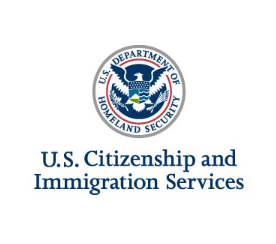 U.S. DEPARTMENT OF
HOMELAND SECURITY
U.S. Citizenship and
Immigration Services